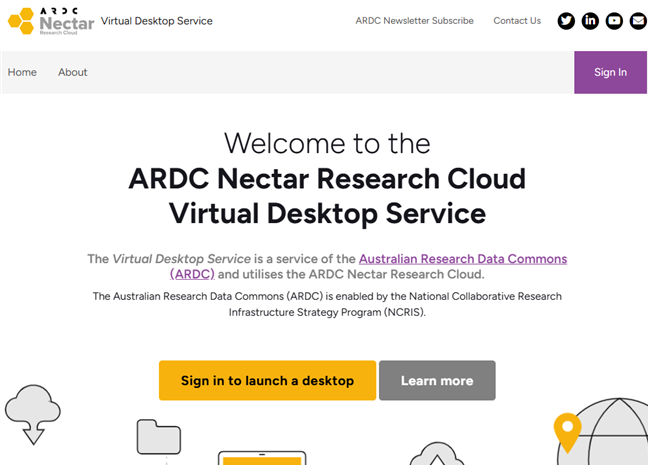 ARDC
Nectar
Research Cloud
Virtual Desktop Service
ARDC Newsletter Subscribe
Contact Us
Home
About
Sign In
Welcome to the
ARDC Nectar Research Cloud
Virtual Desktop Service
The Virtual Desktop Service is a service of the Australian Research Data Commons
(ARDC) and utilises the ARDC Nectar Research Cloud.
The Australian Research Data Commons (ARDC) is enabled by the National Collaborative Research
Infrastructure Strategy Program (NCRIS).
Sign in to launch a desktop
Learn more